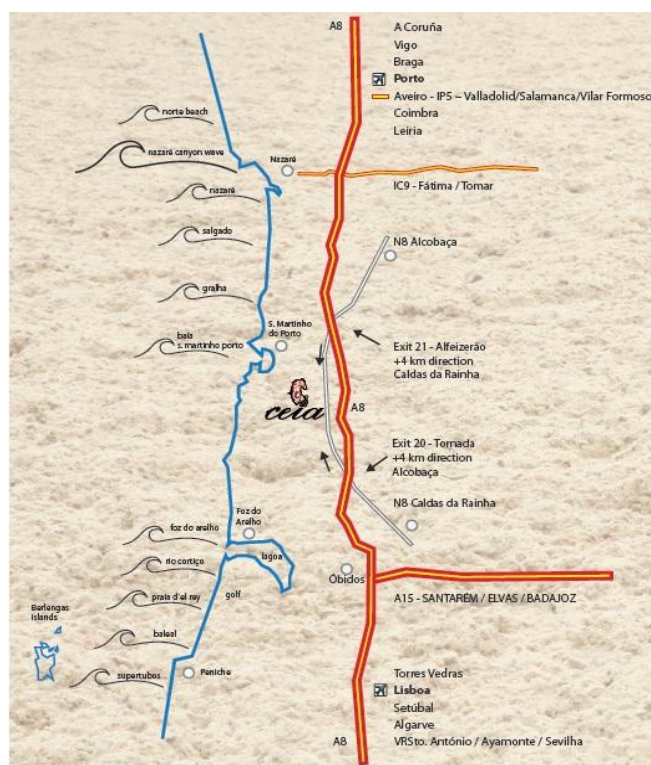 A8
A Coruña
Vigo
Braga
Porto
Aveiro - IP5 – Valladolid/Salamanca/Vilar Formoso
Coimbra
Leiria
norte beach
nazaré canyon wave
Nazaré
nazaré
IC9 - Fátima / Tomar
salgado
N8 Alcobaça
gralha
S. Martinho
do Porto
baia
s. martinho porto
Exit 21 - Alfeizerão
+4 km direction
Caldas da Rainha
ceia
A8
Exit 20 - Tornada
+4 km direction
Alcobaça
N8 Caldas da Rainha
Foz do
Arelho
foz do arelho
lagoa
rio cortiço
Óbidos
golf
praia d'el rey
A15 - SANTARÉM / ELVAS / BADAJOZ
Berlengas
islands
baleal
supertubos
Peniche
Torres Vedras
Lisboa
Setúbal
Algarve
A8
VRSto. António / Ayamonte / Sevilha